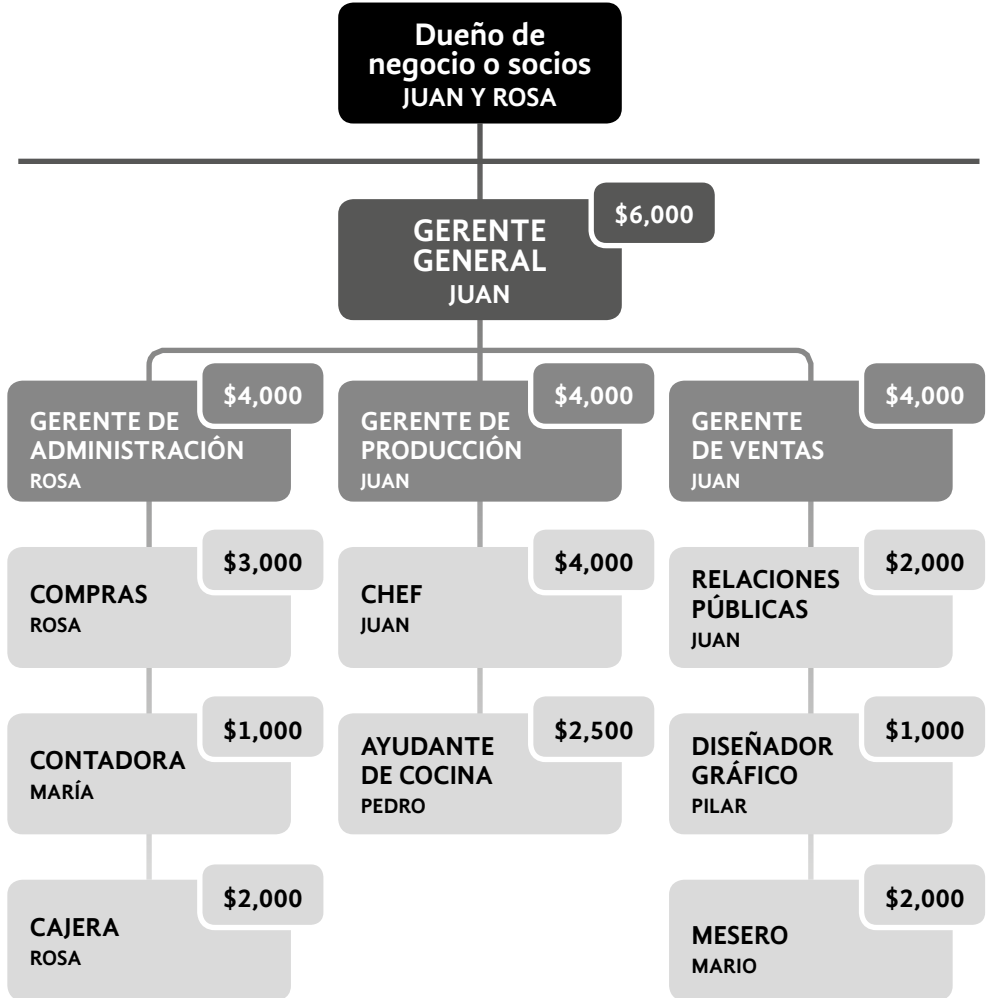 Dueño de
negocio o socios
JUAN Y ROSA
$6,000
GERENTE
GENERAL
JUAN
$4,000
GERENTE DE
ADMINISTRACIÓN
ROSA
$4,000
GERENTE DE
PRODUCCIÓN
JUAN
$4,000
GERENTE
DE VENTAS
JUAN
$3,000
COMPRAS
ROSA
$4,000
CHEF
JUAN
$2,000
RELACIONES
PÚBLICAS
JUAN
$1,000
CONTADORA
MARÍA
$2,500
AYUDANTE
DE COCINA
PEDRO
$1,000
DISEÑADOR
GRÁFICO
PILAR
$2,000
CAJERA
ROSA
$2,000
MESERO
MARIO